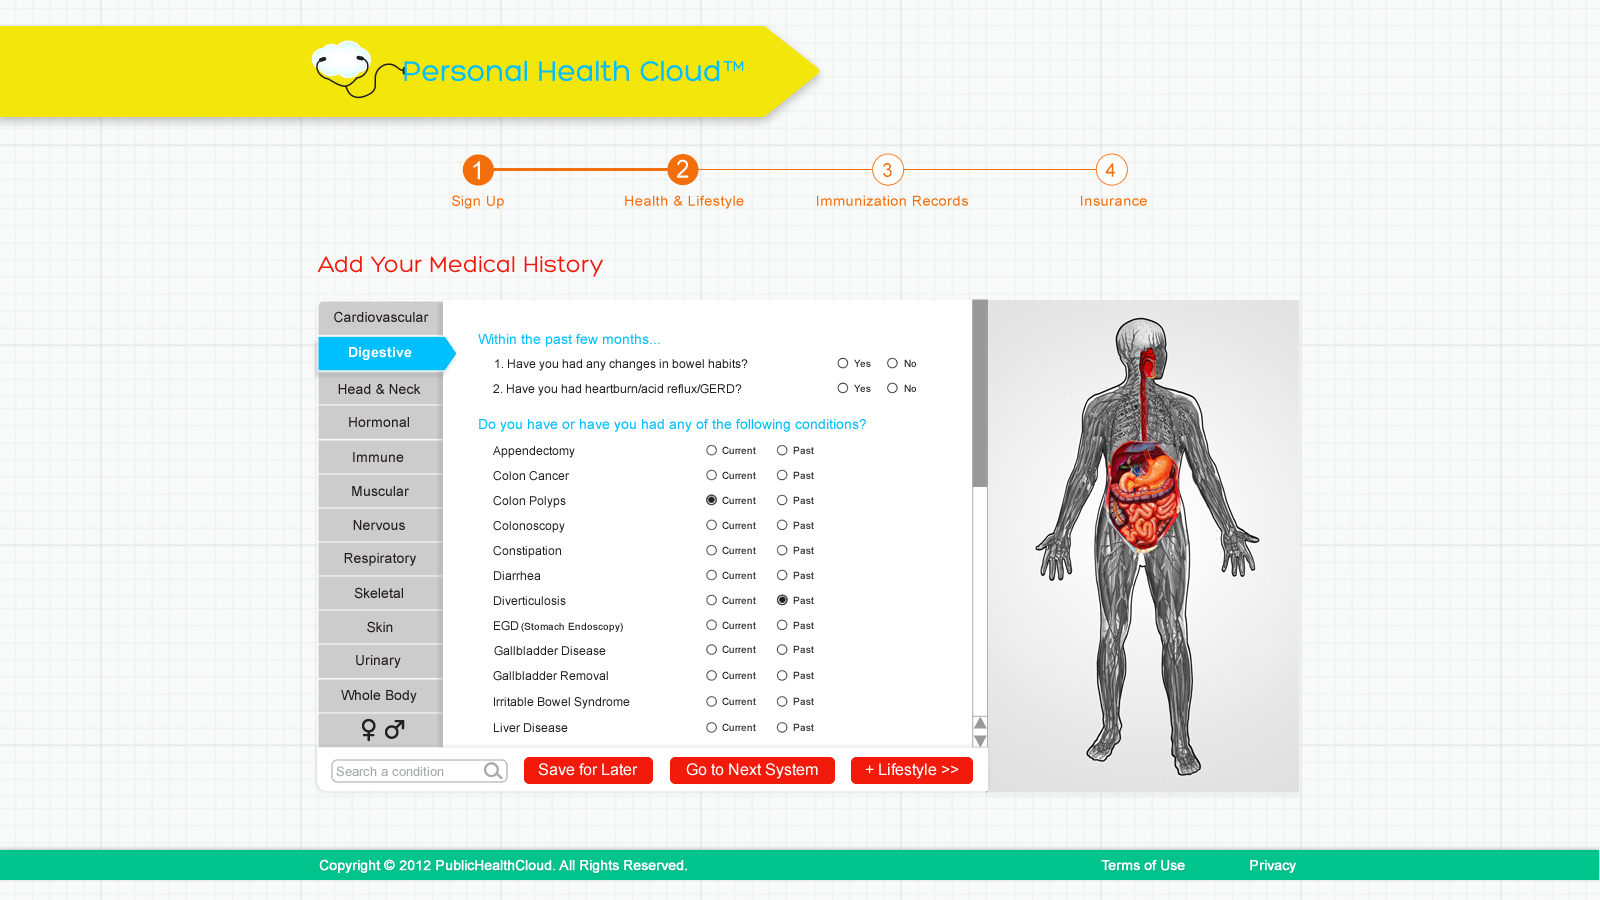 Personal Health Cloud™
1
2
3
4
Sign Up
Health & Lifestyle
Immunization Records
Insurance
Add Your Medical History
Cardiovascular
Digestive
Head & Neck
Hormonal
Immune
Muscular
Nervous
Respiratory
Skeletal
Skin
Urinary
Whole Body
♀ ♂
Within the past few months...
1. Have you had any changes in bowel habits? Yes No
2. Have you had heartburn/acid reflux/GERD? Yes No
Do you have or have you had any of the following conditions?
Appendectomy Current Past
Colon Cancer Current Past
Colon Polyps Current Past
Colonoscopy Current Past
Constipation Current Past
Diarrhea Current Past
Diverticulosis Current Past
EGD (Stomach Endoscopy) Current Past
Gallbladder Disease Current Past
Gallbladder Removal Current Past
Irritable Bowel Syndrome Current Past
Liver Disease Current Past
Search a condition
Save for Later
Go to Next System
+ Lifestyle >>
Copyright © 2012 PublicHealthCloud. All Rights Reserved.
Terms of Use
Privacy